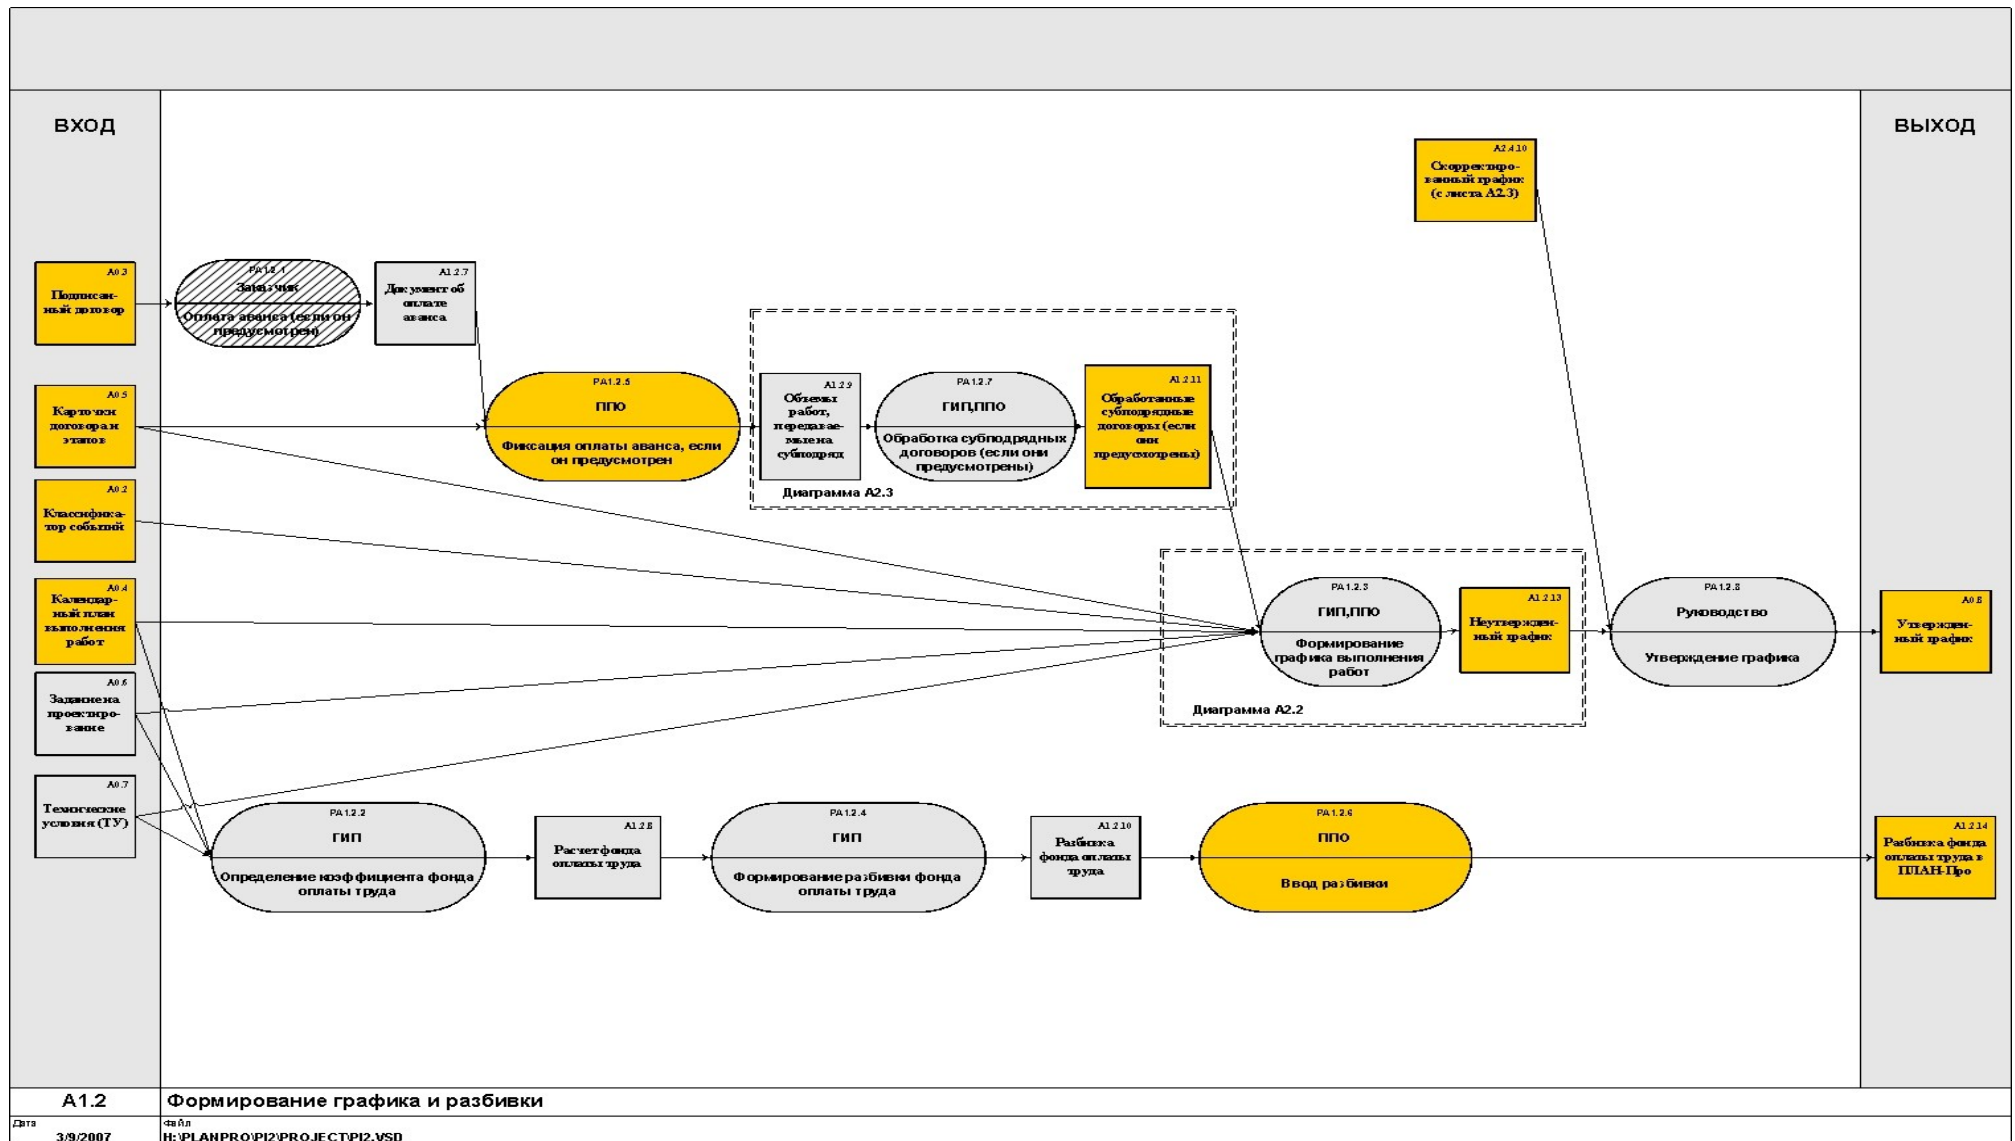 ВХОД
ВЫХОД
A2.4.10
Скорректиро-
ванный график
(с листа А2.3)
A0.3
Подписан-
ный договор
PA1.2.1
Заказчик
Оплата аванса (если он
предусмотрен)
A1.2.7
Документ об
оплате
аванса
A0.5
Карточки
договора и
этапов
PA1.2.5
ППО
Фиксация оплаты аванса, если
он предусмотрен
A1.2.9
Объемы
работ,
передавае-
мые на
субподряд
PA1.2.7
ГИП,ППО
Обработка субподрядных
договоров (если они
предусмотрены)
A1.2.11
Обработанные
субподрядные
договоры (если
они
предусмотрены)
Диаграмма А2.3
A0.2
Классифика-
тор событий
A0.4
Календар-
ный план
выполнения
работ
PA1.2.3
ГИП,ППО
Формирование
графика выполнения
работ
A1.2.13
Неутвержден-
ный график
Диаграмма А2.2
PA1.2.8
Руководство
Утверждение графика
A0.8
Утвержден-
ный график
A0.6
Задание на
проектиро-
вание
A0.7
Технические
условия (ТУ)
PA1.2.2
ГИП
Определение коэффициента фонда
оплаты труда
A1.2.8
Расчет фонда
оплаты труда
PA1.2.4
ГИП
Формирование разбивки фонда
оплаты труда
A1.2.10
Разбивка
фонда оплаты
труда
PA1.2.6
ППО
Ввод разбивки
A1.2.14
Разбивка фонда
оплаты труда в
ПЛАН-Про
А1.2
Формирование графика и разбивки
Дата
Файл
3/9/2007
H:\PLANPRO\PI2\PROJECT\PI2.VSD